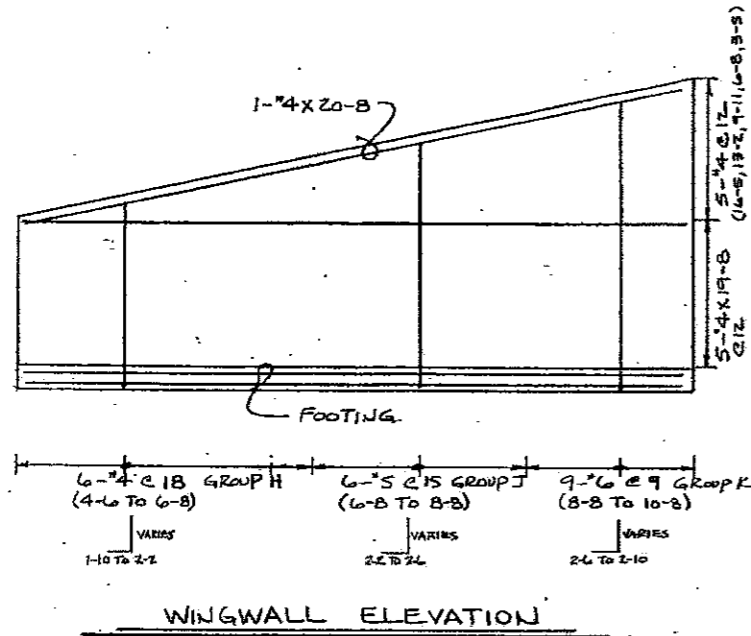 1-#4 X 20-8
5-#4 @ 12
(16-5, 13-2, 9-11, 6-8, 3-5)
5-#4 X 19-8
@ 12
FOOTING
6-#4 @ 18 GROUP H
(4-6 TO 6-8)
VARIES
1-10 TO 2-2
6-#5 @ 15 GROUP J
(6-8 TO 8-8)
VARIES
2-2 TO 2-6
9-#6 @ 9 GROUP K
(8-8 TO 10-8)
VARIES
2-6 TO 2-10
WINGWALL ELEVATION